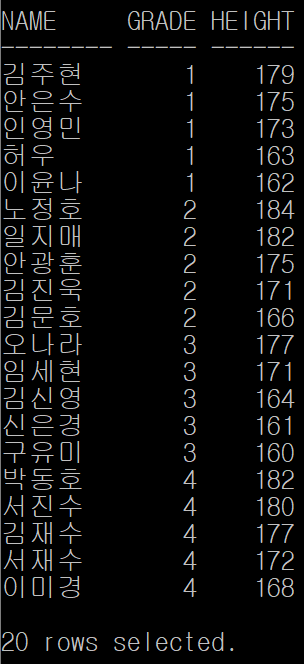 NAME GRADE HEIGHT
-------- ------ ------
김주현 1 179
안은수 1 175
인영민 1 173
허우 1 163
이윤나 1 162
노정호 2 184
일지매 2 182
안광훈 2 175
김진욱 2 171
김문호 2 166
오나라 3 177
임세현 3 171
김신영 3 164
신은경 3 161
구유미 3 160
박동호 4 182
서진수 4 180
김재수 4 177
서재수 4 172
이미경 4 168
20 rows selected.